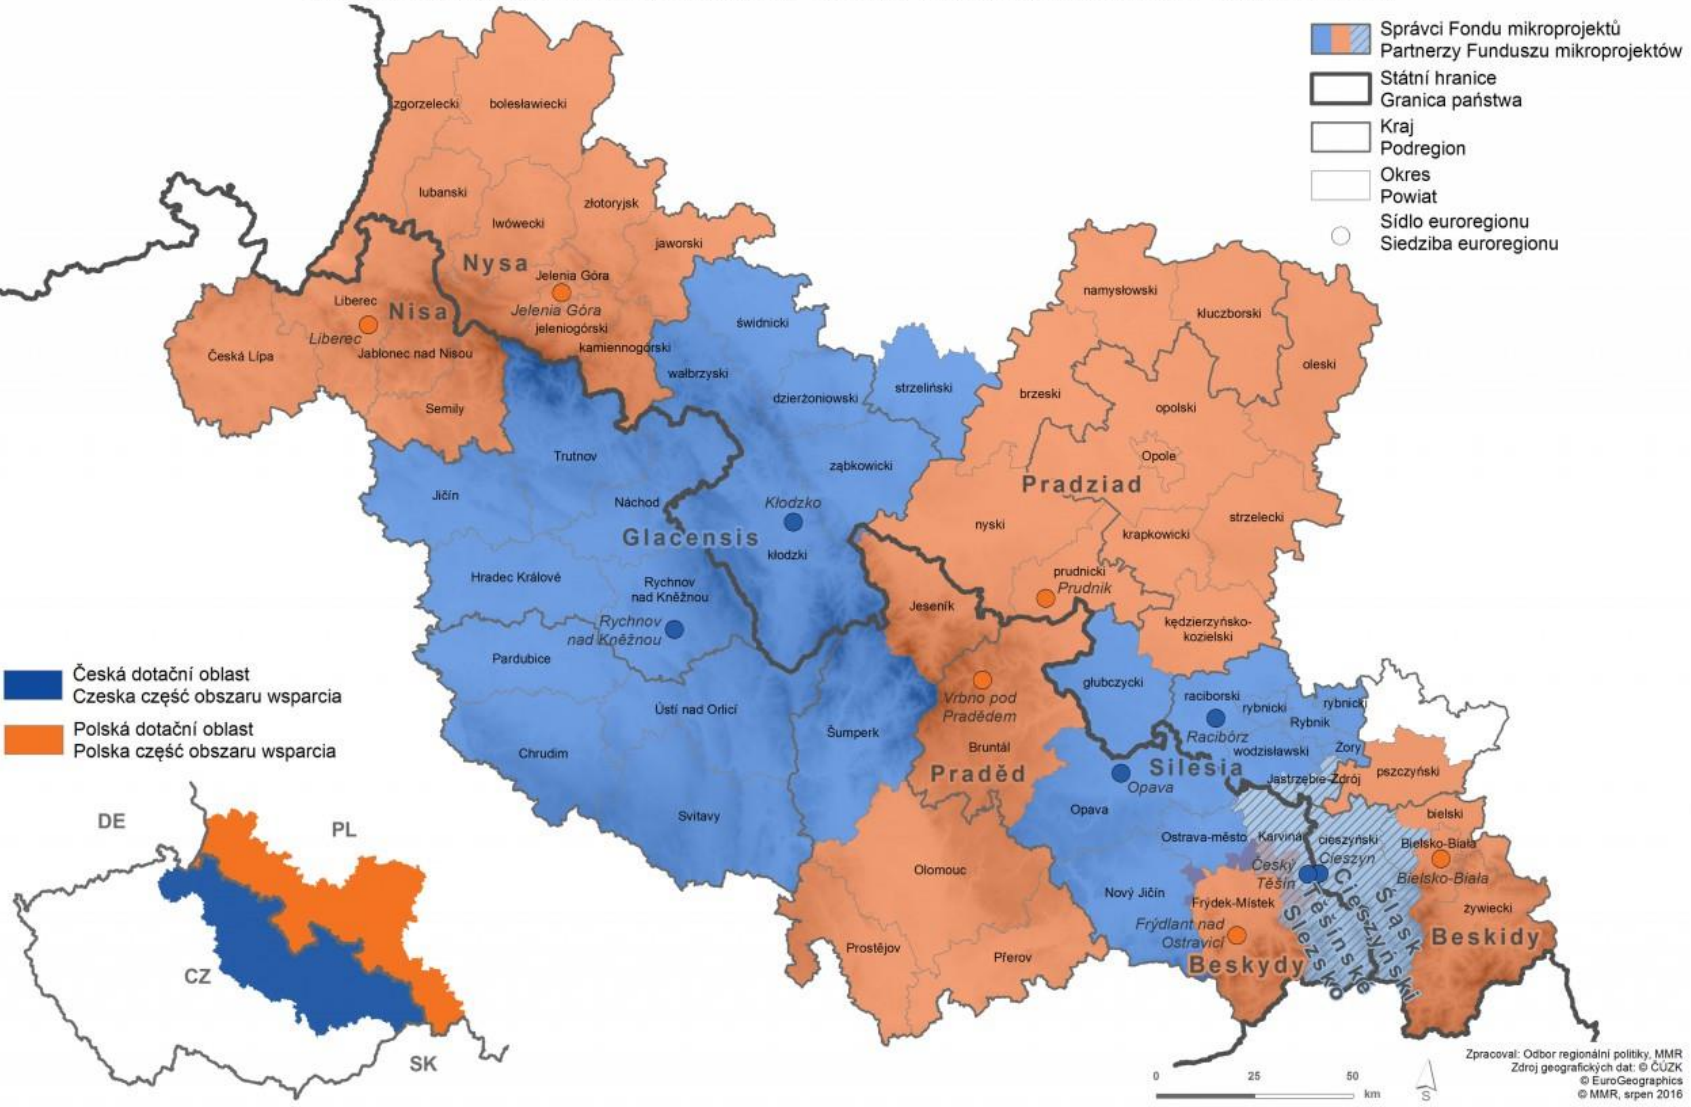 Správci Fondu mikroprojektů
Partnerzy Funduszu mikroprojektów
Státní hranice
Granica państwa
Kraj
Podregion
Okres
Powiat
Sídlo euroregionu
Siedziba euroregionu
zgorzelecki
bolesławiecki
lubanski
lwówecki
złotoryjsk
jaworski
Nysa
Jelenia Góra
Jelenia Góra
jeleniogórski
kamiennogórski
Liberec
Nisa
Liberec
Jablonec nad Nisou
Česká Lípa
Semily
świdnicki
wałbrzyski
dzierżoniowski
strzeliński
ząbkowicki
Kłodzko
kłodzki
Trutnov
Jičín
Náchod
Glacensis
Hradec Králové
Rychnov
nad Kněžnou
Rychnov
nad Kněžnou
Pardubice
Ústí nad Orlicí
Chrudim
Svitavy
Šumperk
namysłowski
kluczborski
oleski
brzeski
opolski
Opole
Pradziad
nyski
strzelecki
krapkowicki
prudnicki
Prudnik
kędzierzyńsko-
kozielski
Jeseník
Vrbno pod
Pradědem
Bruntál
Praděd
głubczycki
raciborski
rybnicki
rybnicki
Rybnik
Racibórz
wodzisławski
Zory
Silesia
Jastrzębie-Zdrój
pszczyński
Opava
Opava
Ostrava-město
Karviná
cieszyński
bielski
Bielsko-Biała
Bielsko-Biała
Český
Těšín
Cieszyn
Nový Jičín
Frýdek-Místek
Frýdlant nad
Ostravicí
Beskydy
Těšínské
Slezsko
Śląsk
Cieszyński
żywiecki
Beskidy
Olomouc
Prostějov
Přerov
Česká dotační oblast
Czeska część obszaru wsparcia
Polská dotační oblast
Polska część obszaru wsparcia
DE
PL
CZ
SK
0 25 50
km
S
Zpracoval: Odbor regionální politiky, MMR
Zdroj geografických dat: © ČÚZK
© EuroGeographics
© MMR, srpen 2016